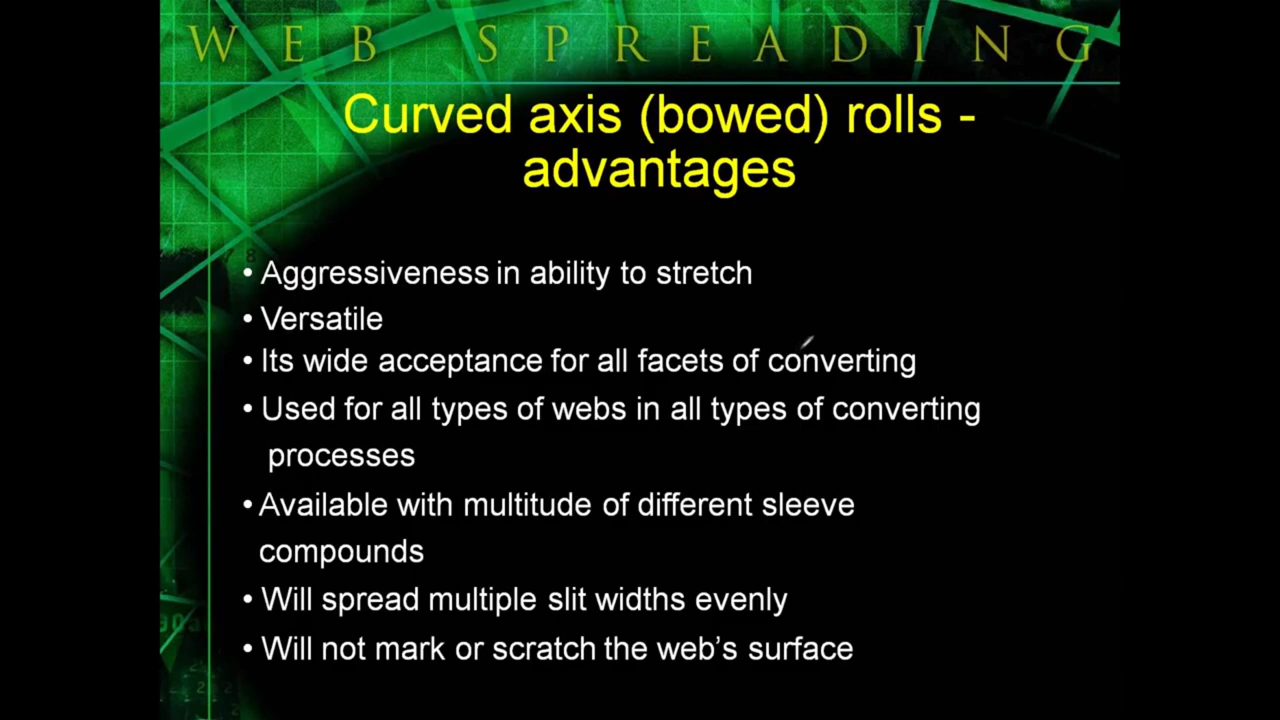 WEB SPREADING
Curved axis (bowed) rolls -
advantages
• Aggressiveness in ability to stretch
• Versatile
• Its wide acceptance for all facets of converting
• Used for all types of webs in all types of converting
processes
• Available with multitude of different sleeve
compounds
• Will spread multiple slit widths evenly
• Will not mark or scratch the web’s surface